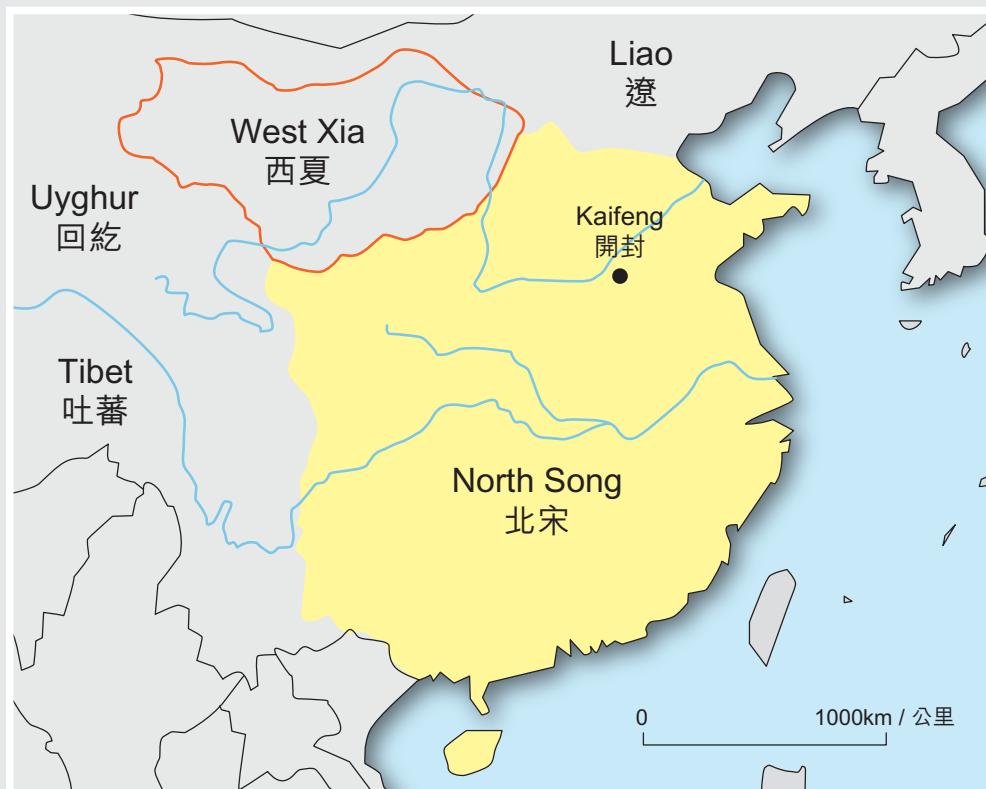 Liao
遼
West Xia
西夏
Uyghur
回紇
Kaifeng
開封
Tibet
吐蕃
North Song
北宋
0 1000km / 公里